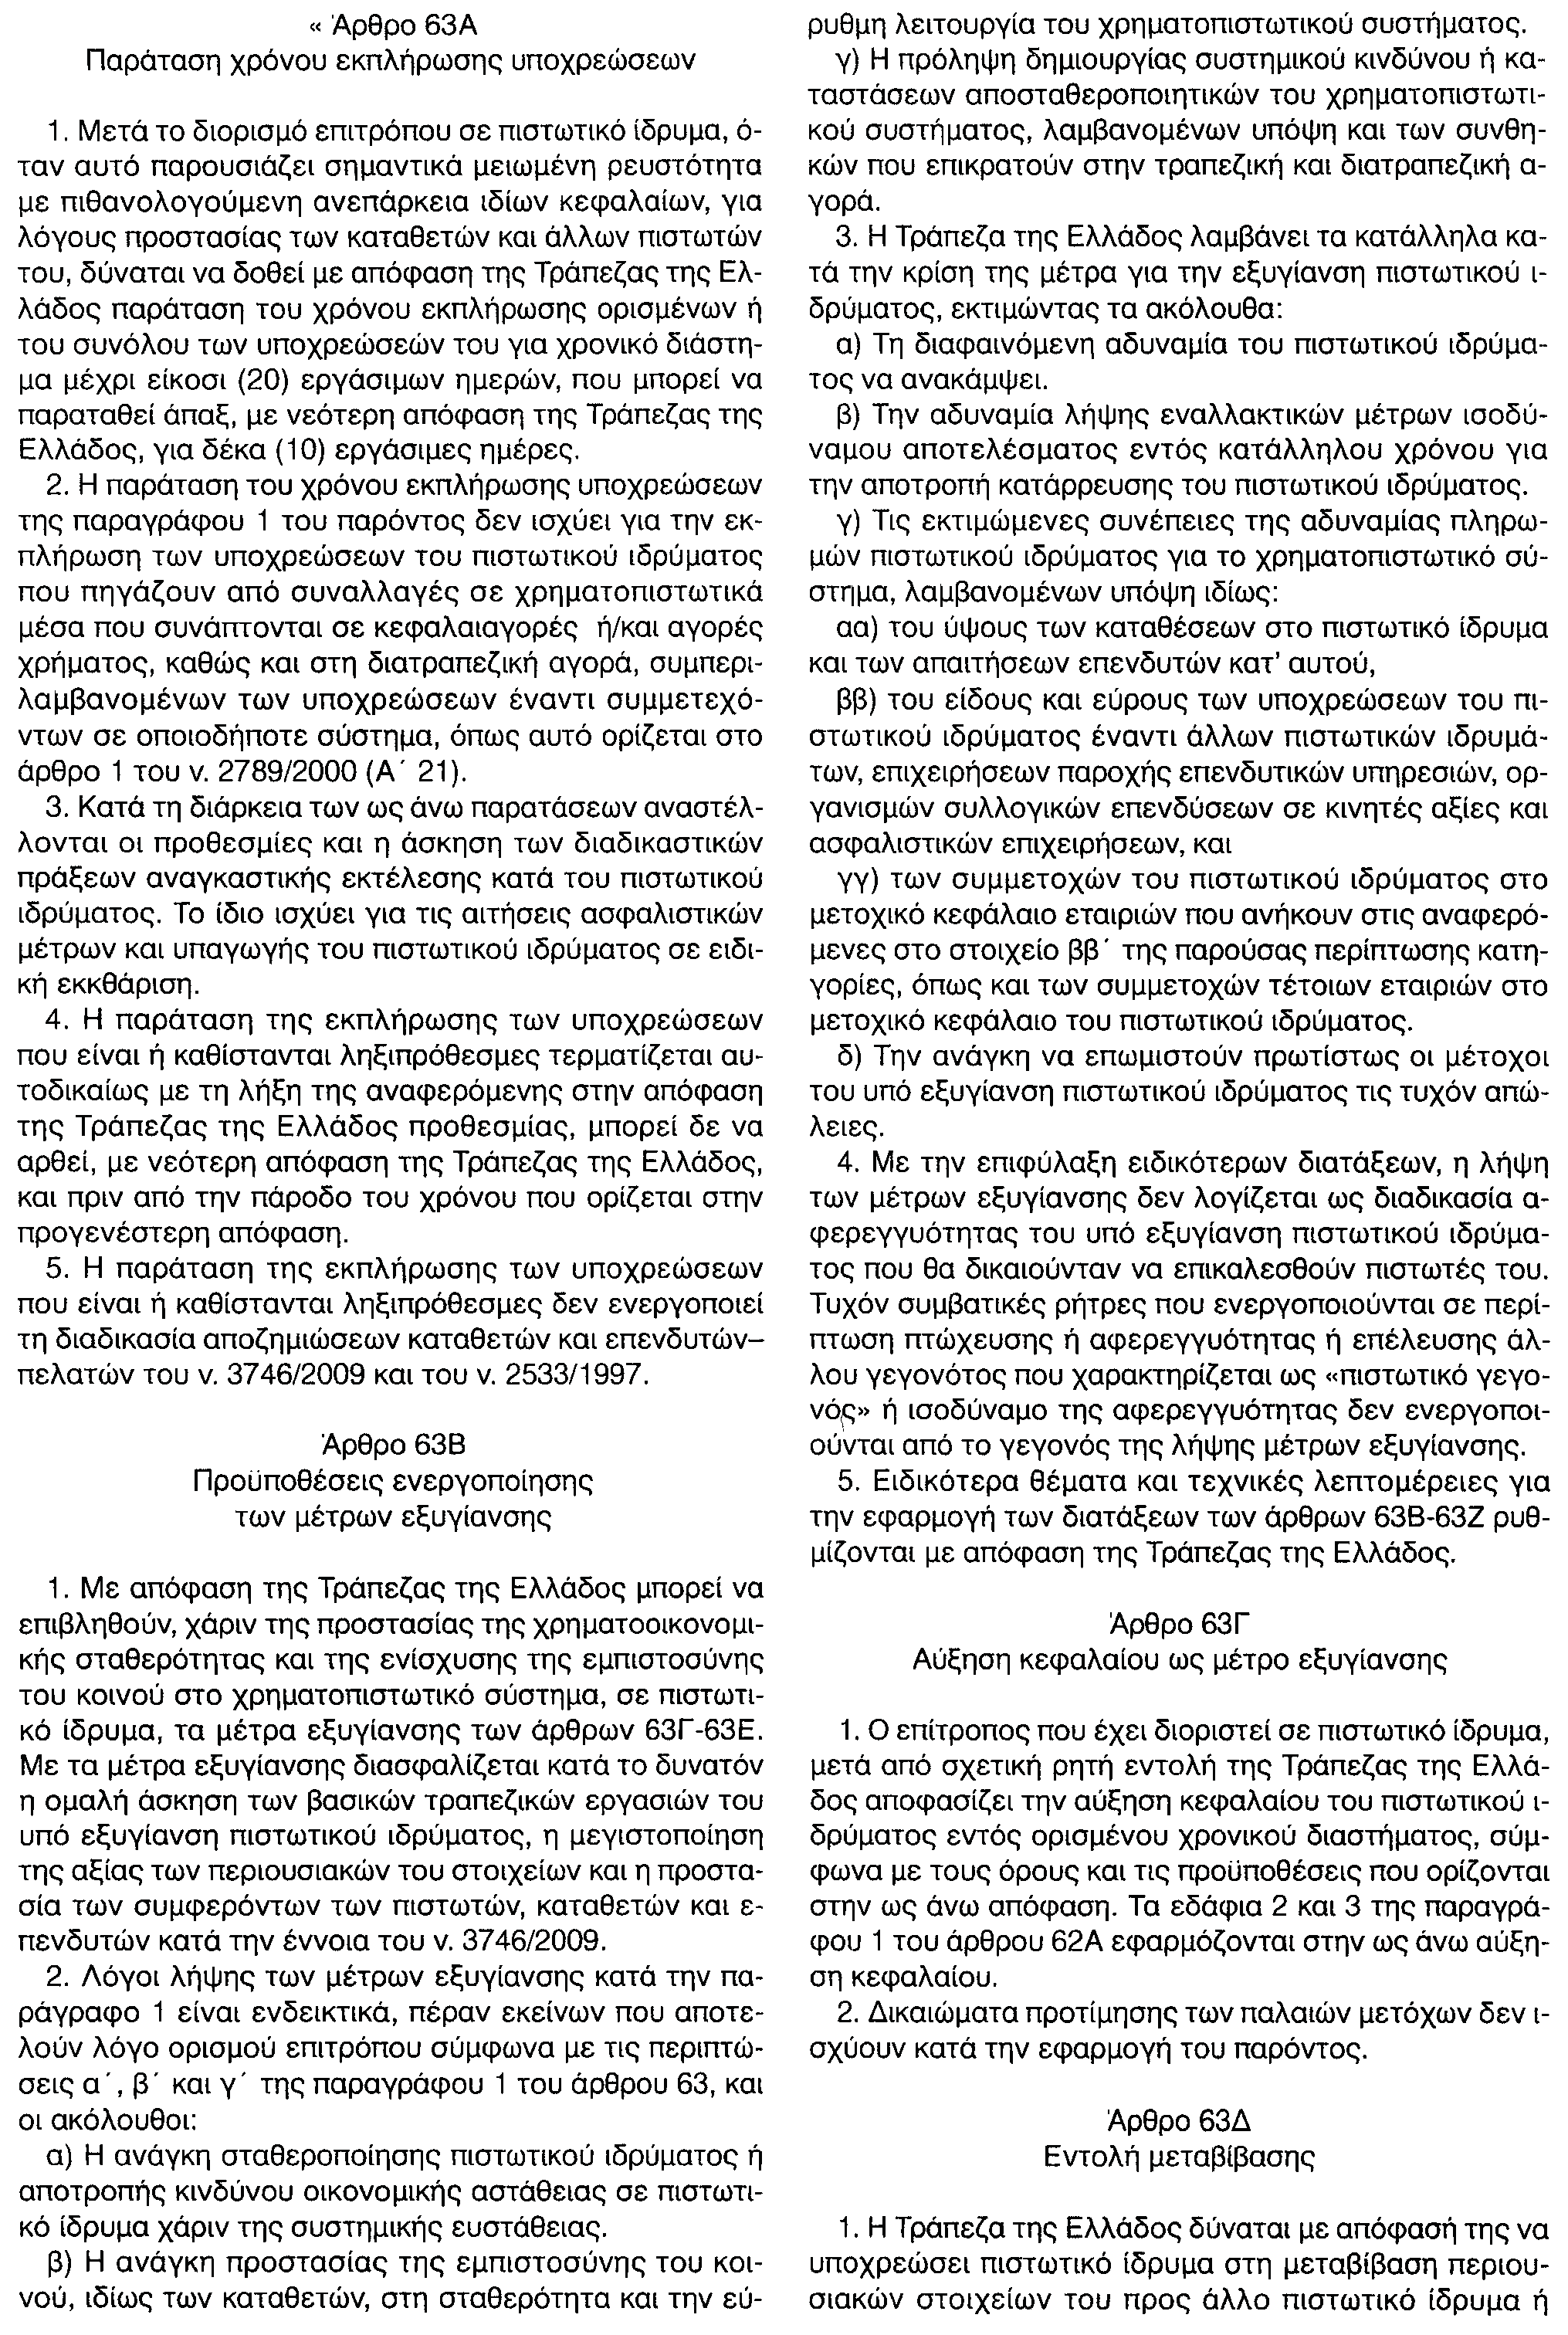 « Άρθρο 63Α
Παράταση χρόνου εκπλήρωσης υποχρεώσεων
1. Μετά το διορισμό επιτρόπου σε πιστωτικό ίδρυμα, ό-
ταν αυτό παρουσιάζει σημαντικά μειωμένη ρευστότητα
με πιθανολογούμενη ανεπάρκεια ιδίων κεφαλαίων, για
λόγους προστασίας των καταθετών και άλλων πιστωτών
του, δύναται να δοθεί με απόφαση της Τράπεζας της Ελ-
λάδος παράταση του χρόνου εκπλήρωσης ορισμένων ή
του συνόλου των υποχρεώσεών του για χρονικό διάστη-
μα μέχρι είκοσι (20) εργάσιμων ημερών, που μπορεί να
παραταθεί άπαξ, με νεότερη απόφαση της Τράπεζας της
Ελλάδος, για δέκα (10) εργάσιμες ημέρες.
2. Η παράταση του χρόνου εκπλήρωσης υποχρεώσεων
της παραγράφου 1 του παρόντος δεν ισχύει για την εκ-
πλήρωση των υποχρεώσεων του πιστωτικού ιδρύματος
που πηγάζουν από συναλλαγές σε χρηματοπιστωτικά
μέσα που συνάπτονται σε κεφαλαιαγορές ή/και αγορές
χρήματος, καθώς και στη διατραπεζική αγορά, συμπερι-
λαμβανομένων των υποχρεώσεων έναντι συμμετεχό-
ντων σε οποιοδήποτε σύστημα, όπως αυτό ορίζεται στο
άρθρο 1 του ν. 2789/2000 (Α΄ 21).
3. Κατά τη διάρκεια των ως άνω παρατάσεων αναστέλ-
λονται οι προθεσμίες και η άσκηση των διαδικαστικών
πράξεων αναγκαστικής εκτέλεσης κατά του πιστωτικού
ιδρύματος. Το ίδιο ισχύει για τις αιτήσεις ασφαλιστικών
μέτρων και υπαγωγής του πιστωτικού ιδρύματος σε ειδι-
κή εκκθάριση.
4. Η παράταση της εκπλήρωσης των υποχρεώσεων
που είναι ή καθίστανται ληξιπρόθεσμες τερματίζεται αυ-
τοδικαίως με τη λήξη της αναφερόμενης στην απόφαση
της Τράπεζας της Ελλάδος προθεσμίας, μπορεί δε να
αρθεί, με νεότερη απόφαση της Τράπεζας της Ελλάδος,
και πριν από την πάροδο του χρόνου που ορίζεται στην
προγενέστερη απόφαση.
5. Η παράταση της εκπλήρωσης των υποχρεώσεων
που είναι ή καθίστανται ληξιπρόθεσμες δεν ενεργοποιεί
τη διαδικασία αποζημιώσεων καταθετών και επενδυτών–
πελατών του ν. 3746/2009 και του ν. 2533/1997.
Άρθρο 63Β
Προϋποθέσεις ενεργοποίησης
των μέτρων εξυγίανσης
1. Με απόφαση της Τράπεζας της Ελλάδος μπορεί να
επιβληθούν, χάριν της προστασίας της χρηματοοικονομι-
κής σταθερότητας και της ενίσχυσης της εμπιστοσύνης
του κοινού στο χρηματοπιστωτικό σύστημα, σε πιστωτι-
κό ίδρυμα, τα μέτρα εξυγίανσης των άρθρων 63Γ-63Ε.
Με τα μέτρα εξυγίανσης διασφαλίζεται κατά το δυνατόν
η ομαλή άσκηση των βασικών τραπεζικών εργασιών του
υπό εξυγίανση πιστωτικού ιδρύματος, η μεγιστοποίηση
της αξίας των περιουσιακών του στοιχείων και η προστα-
σία των συμφερόντων των πιστωτών, καταθετών και ε-
πενδυτών κατά την έννοια του ν. 3746/2009.
2. Λόγοι λήψης των μέτρων εξυγίανσης κατά την πα-
ράγραφο 1 είναι ενδεικτικά, πέραν εκείνων που αποτε-
λούν λόγο ορισμού επιτρόπου σύμφωνα με τις περιπτώ-
σεις α΄, β΄ και γ΄ της παραγράφου 1 του άρθρου 63, και
οι ακόλουθοι:
α) Η ανάγκη σταθεροποίησης πιστωτικού ιδρύματος ή
αποτροπής κινδύνου οικονομικής αστάθειας σε πιστωτι-
κό ίδρυμα χάριν της συστημικής ευστάθειας.
β) Η ανάγκη προστασίας της εμπιστοσύνης του κοι-
νού, ιδίως των καταθετών, στη σταθερότητα και την εύ-
ρυθμη λειτουργία του χρηματοπιστωτικού συστήματος.
γ) Η πρόληψη δημιουργίας συστημικού κινδύνου ή κα-
ταστάσεων αποσταθεροποιητικών του χρηματοπιστωτι-
κού συστήματος, λαμβανομένων υπόψη και των συνθη-
κών που επικρατούν στην τραπεζική και διατραπεζική α-
γορά.
3. Η Τράπεζα της Ελλάδος λαμβάνει τα κατάλληλα κα-
τά την κρίση της μέτρα για την εξυγίανση πιστωτικού ι-
δρύματος, εκτιμώντας τα ακόλουθα:
α) Τη διαφαινόμενη αδυναμία του πιστωτικού ιδρύμα-
τος να ανακάμψει.
β) Την αδυναμία λήψης εναλλακτικών μέτρων ισοδύ-
ναμου αποτελέσματος εντός κατάλληλου χρόνου για
την αποτροπή κατάρρευσης του πιστωτικού ιδρύματος.
γ) Τις εκτιμώμενες συνέπειες της αδυναμίας πληρω-
μών πιστωτικού ιδρύματος για το χρηματοπιστωτικό σύ-
στημα, λαμβανομένων υπόψη ιδίως:
αα) του ύψους των καταθέσεων στο πιστωτικό ίδρυμα
και των απαιτήσεων επενδυτών κατ’ αυτού,
ββ) του είδους και εύρους των υποχρεώσεων του πι-
στωτικού ιδρύματος έναντι άλλων πιστωτικών ιδρυμά-
των, επιχειρήσεων παροχής επενδυτικών υπηρεσιών, ορ-
γανισμών συλλογικών επενδύσεων σε κινητές αξίες και
ασφαλιστικών επιχειρήσεων, και
γγ) των συμμετοχών του πιστωτικού ιδρύματος στο
μετοχικό κεφάλαιο εταιριών που ανήκουν στις αναφερό-
μενες στο στοιχείο ββ΄ της παρούσας περίπτωσης κατη-
γορίες, όπως και των συμμετοχών τέτοιων εταιριών στο
μετοχικό κεφάλαιο του πιστωτικού ιδρύματος.
δ) Την ανάγκη να επωμιστούν πρωτίστως οι μέτοχοι
του υπό εξυγίανση πιστωτικού ιδρύματος τις τυχόν απώ-
λειες.
4. Με την επιφύλαξη ειδικότερων διατάξεων, η λήψη
των μέτρων εξυγίανσης δεν λογίζεται ως διαδικασία α-
φερεγγυότητας του υπό εξυγίανση πιστωτικού ιδρύμα-
τος που θα δικαιούνταν να επικαλεσθούν πιστωτές του.
Τυχόν συμβατικές ρήτρες που ενεργοποιούνται σε περί-
πτωση πτώχευσης ή αφερεγγυότητας ή επέλευσης άλ-
λου γεγονότος που χαρακτηρίζεται ως «πιστωτικό γεγο-
νός» ή ισοδύναμο της αφερεγγυότητας δεν ενεργοποι-
ούνται από το γεγονός της λήψης μέτρων εξυγίανσης.
5. Ειδικότερα θέματα και τεχνικές λεπτομέρειες για
την εφαρμογή των διατάξεων των άρθρων 63Β-63Ζ ρυθ-
μίζονται με απόφαση της Τράπεζας της Ελλάδος.
Άρθρο 63Γ
Αύξηση κεφαλαίου ως μέτρο εξυγίανσης
1. Ο επίτροπος που έχει διοριστεί σε πιστωτικό ίδρυμα,
μετά από σχετική ρητή εντολή της Τράπεζας της Ελλά-
δος αποφασίζει την αύξηση κεφαλαίου του πιστωτικού ι-
δρύματος εντός ορισμένου χρονικού διαστήματος, σύμ-
φωνα με τους όρους και τις προϋποθέσεις που ορίζονται
στην ως άνω απόφαση. Τα εδάφια 2 και 3 της παραγρά-
φου 1 του άρθρου 62Α εφαρμόζονται στην ως άνω αύξη-
ση κεφαλαίου.
2. Δικαιώματα προτίμησης των παλαιών μετόχων δεν ι-
σχύουν κατά την εφαρμογή του παρόντος.
Άρθρο 63Δ
Εντολή μεταβίβασης
1. Η Τράπεζα της Ελλάδος δύναται με απόφασή της να
υποχρεώσει πιστωτικό ίδρυμα στη μεταβίβαση περιου-
σιακών στοιχείων του προς άλλο πιστωτικό ίδρυμα ή